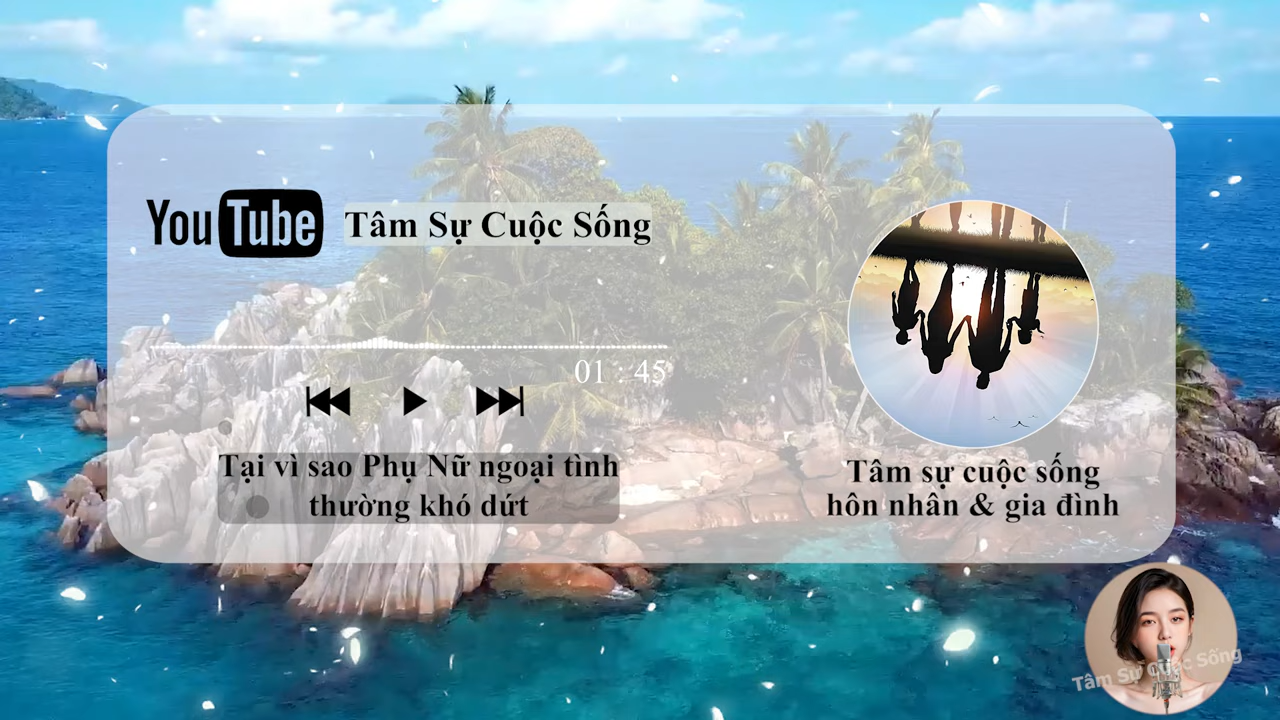 YouTube Tâm Sự Cuộc Sống
01 : 45
Tại vì sao Phụ Nữ ngoại tình
thường khó dứt
Tâm sự cuộc sống
hôn nhân & gia đình
Tâm Sự Cuộc Sống